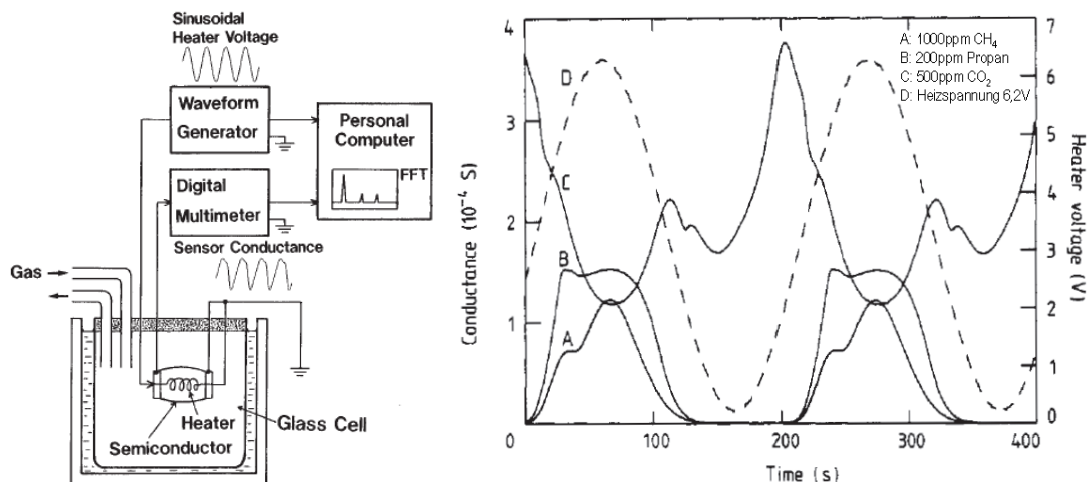 Sinusoidal
Heater Voltage
Waveform
Generator
Personal
Computer
FFT
Digital
Multimeter
Sensor Conductance
Gas
Heater
Semiconductor
Glass Cell
A: 1000ppm CH₄
B: 200ppm Propan
C: 500ppm CO₂
D: Heizspannung 6,2V
Conductance (10⁻⁴ S)
4
3
2
1
D
C
B
A
7
6
5
4
3
2
1
0
Heater voltage (V)
0
100
200
300
400
Time (s)